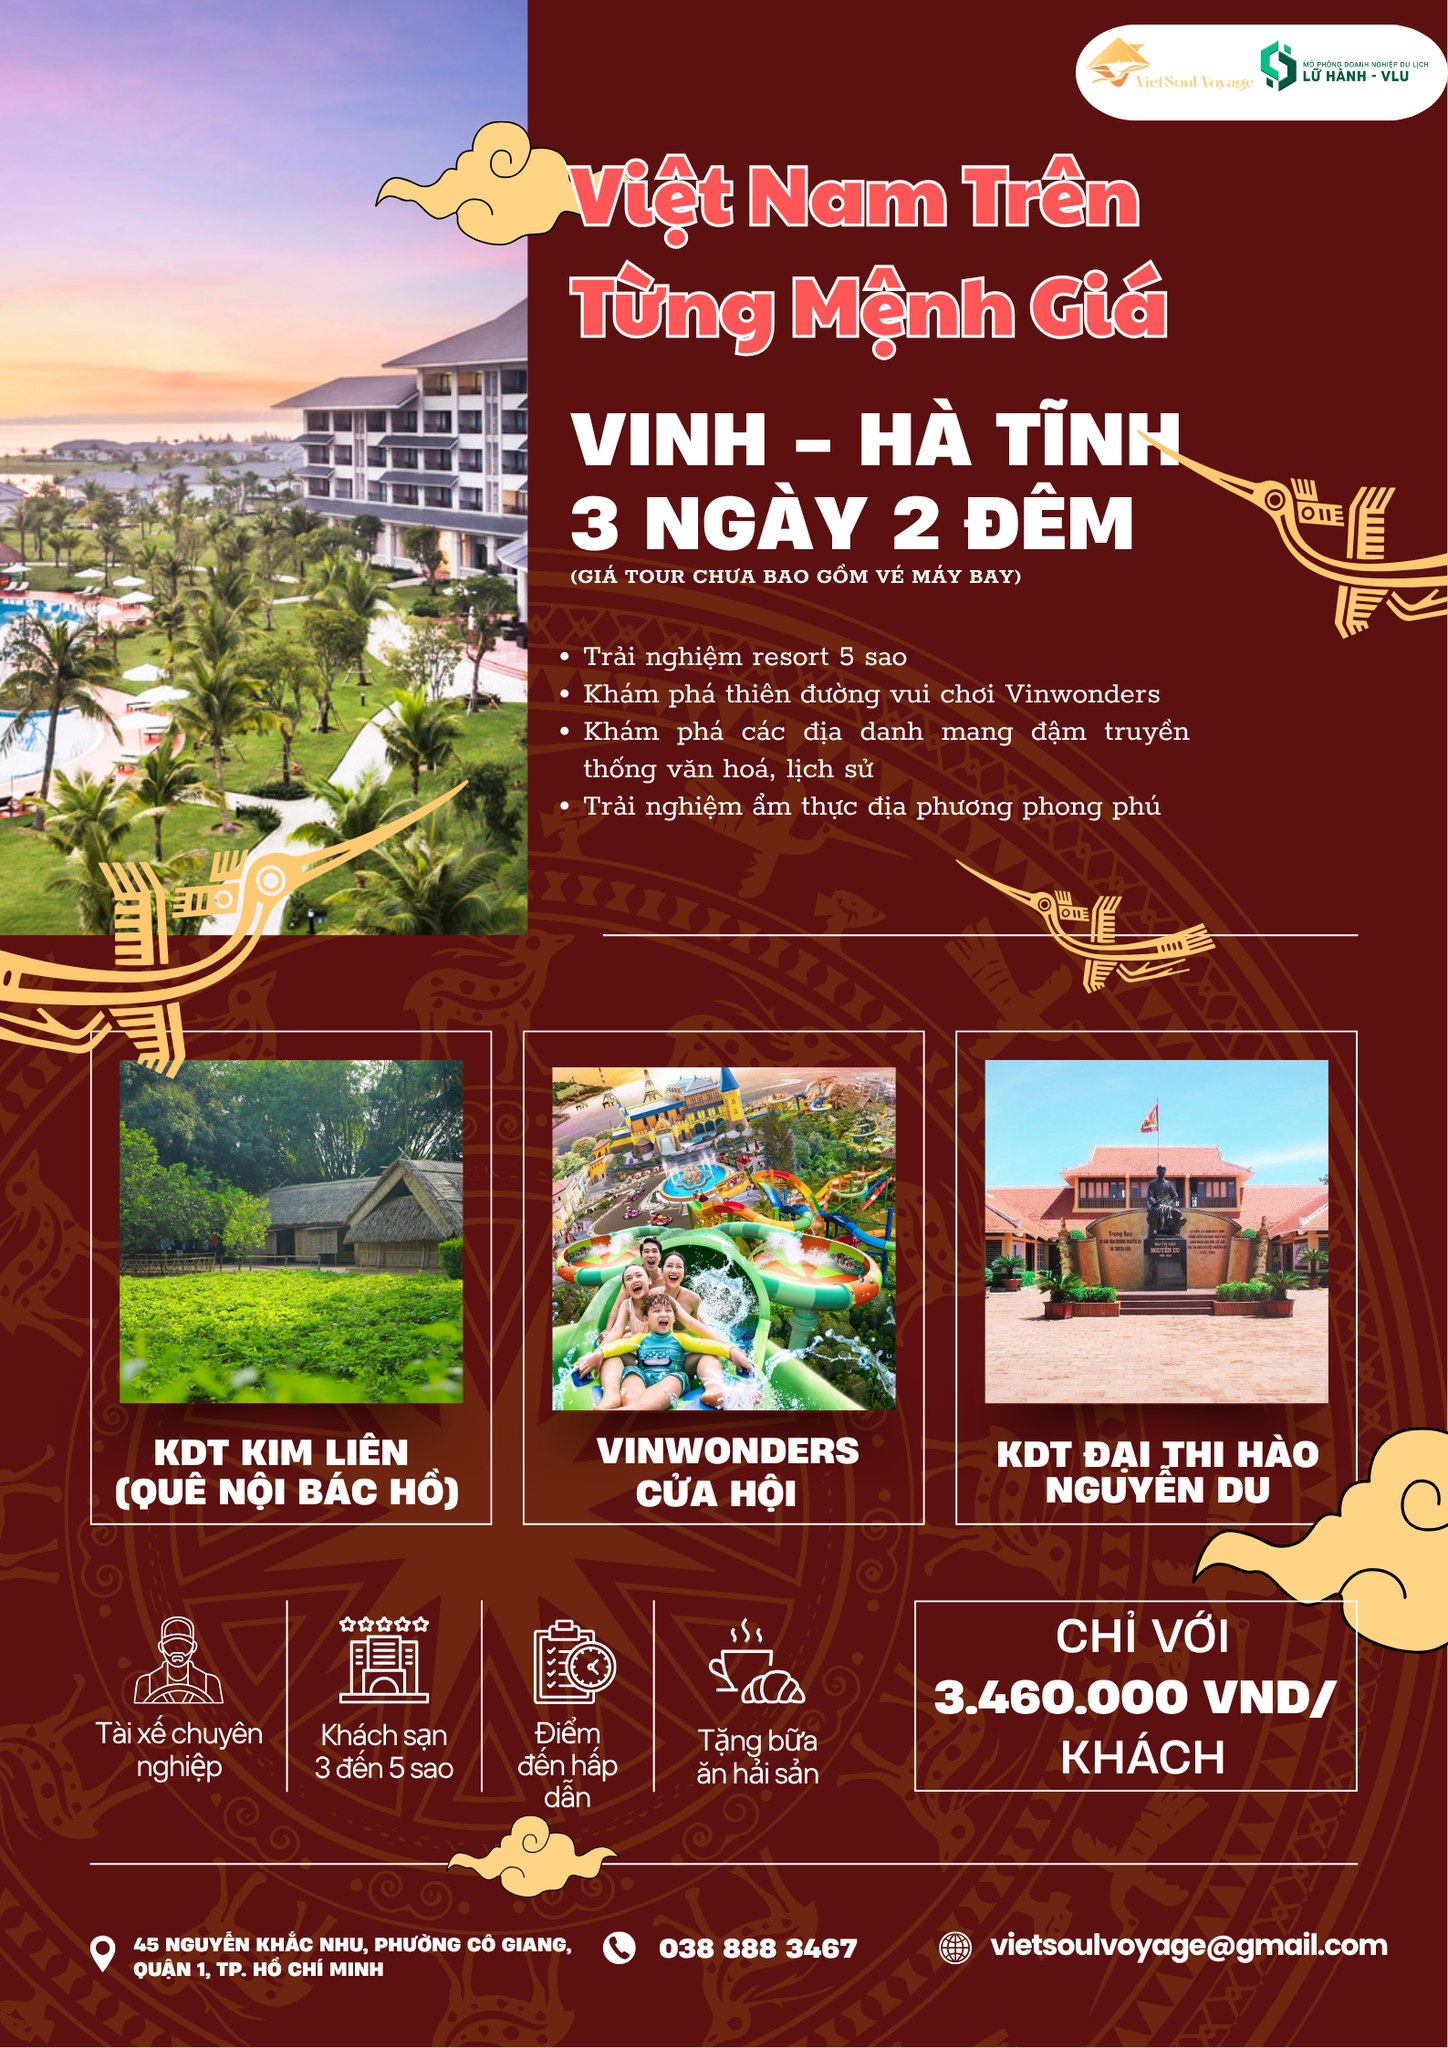 VietSoul Voyage
MÔ PHỎNG DOANH NGHIỆP DU LỊCH
LỮ HÀNH - VLU
Việt Nam Trên
Từng Mệnh Giá
VINH – HÀ TĨNH
3 NGÀY 2 ĐÊM
(GIÁ TOUR CHƯA BAO GỒM VÉ MÁY BAY)
• Trải nghiệm resort 5 sao
• Khám phá thiên đường vui chơi Vinwonders
• Khám phá các địa danh mang đậm truyền
thống văn hoá, lịch sử
• Trải nghiệm ẩm thực địa phương phong phú
Trưng Bày
NGUYỄN DU
KDT KIM LIÊN
(QUÊ NỘI BÁC HỒ)
VINWONDERS
CỬA HỘI
KDT ĐẠI THI HÀO
NGUYỄN DU
Tài xế chuyên
nghiệp
Khách sạn
3 đến 5 sao
Điểm
đến hấp
dẫn
Tặng bữa
ăn hải sản
CHỈ VỚI
3.460.000 VND/
KHÁCH
45 NGUYỄN KHẮC NHU, PHƯỜNG CÔ GIANG,
QUẬN 1, TP. HỒ CHÍ MINH
038 888 3467
vietsoulvoyage@gmail.com